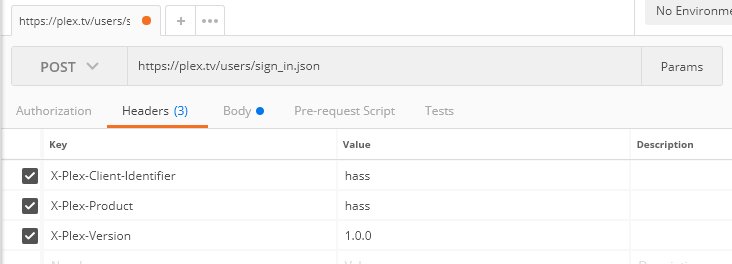 https://plex.tv/users/s
No Environme
POST https://plex.tv/users/sign_in.json Params
Authorization Headers (3) Body Pre-request Script Tests
Key Value Description
X-Plex-Client-Identifier hass
X-Plex-Product hass
X-Plex-Version 1.0.0